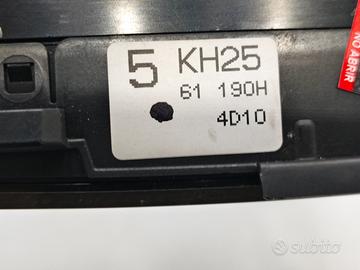 5 KH25
61 190H
4D10
NO ABRIR
subito